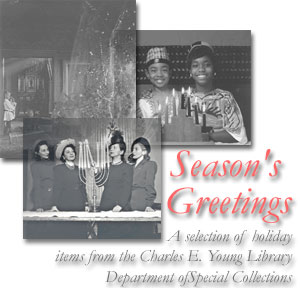 Season's
Greetings
A selection of holiday
items from the Charles E. Young Library
Department ofSpecial Collections